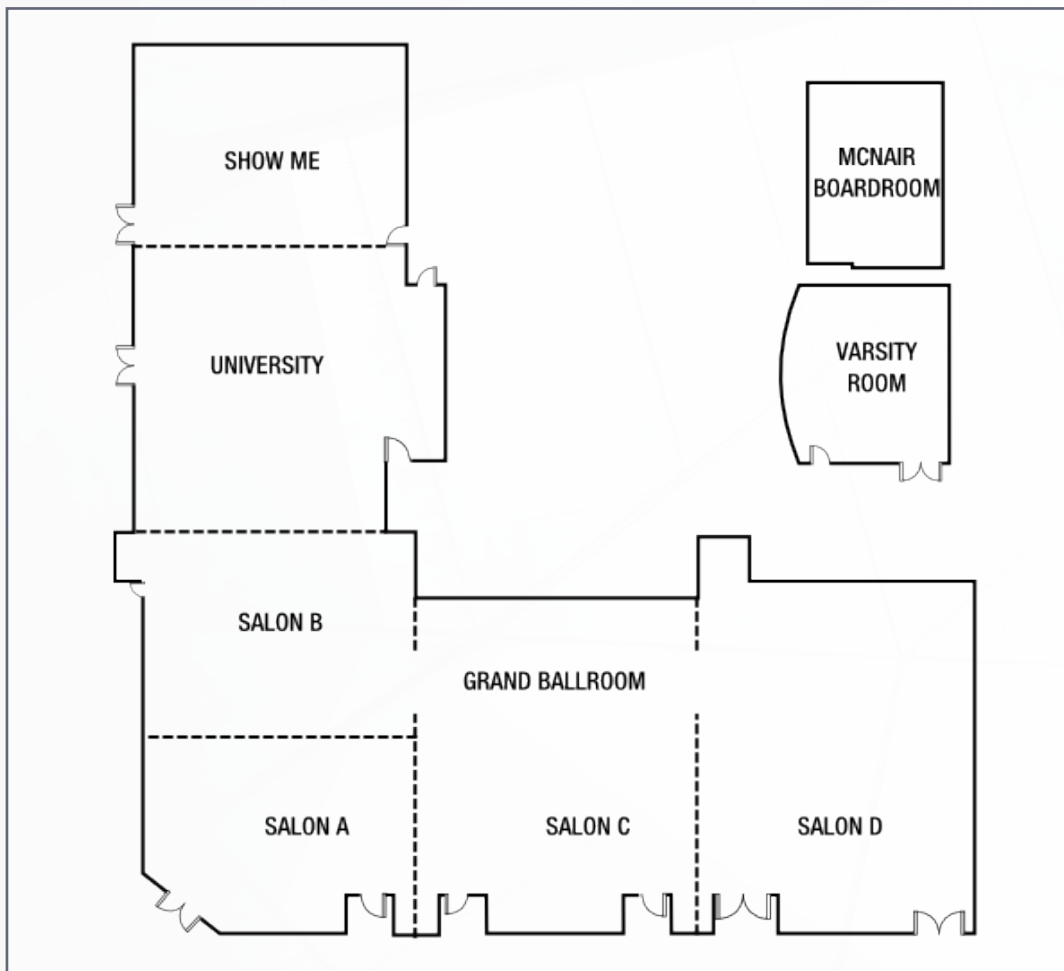 SHOW ME
MCNAIR
BOARDROOM
UNIVERSITY
VARSITY
ROOM
SALON B
GRAND BALLROOM
SALON A
SALON C
SALON D